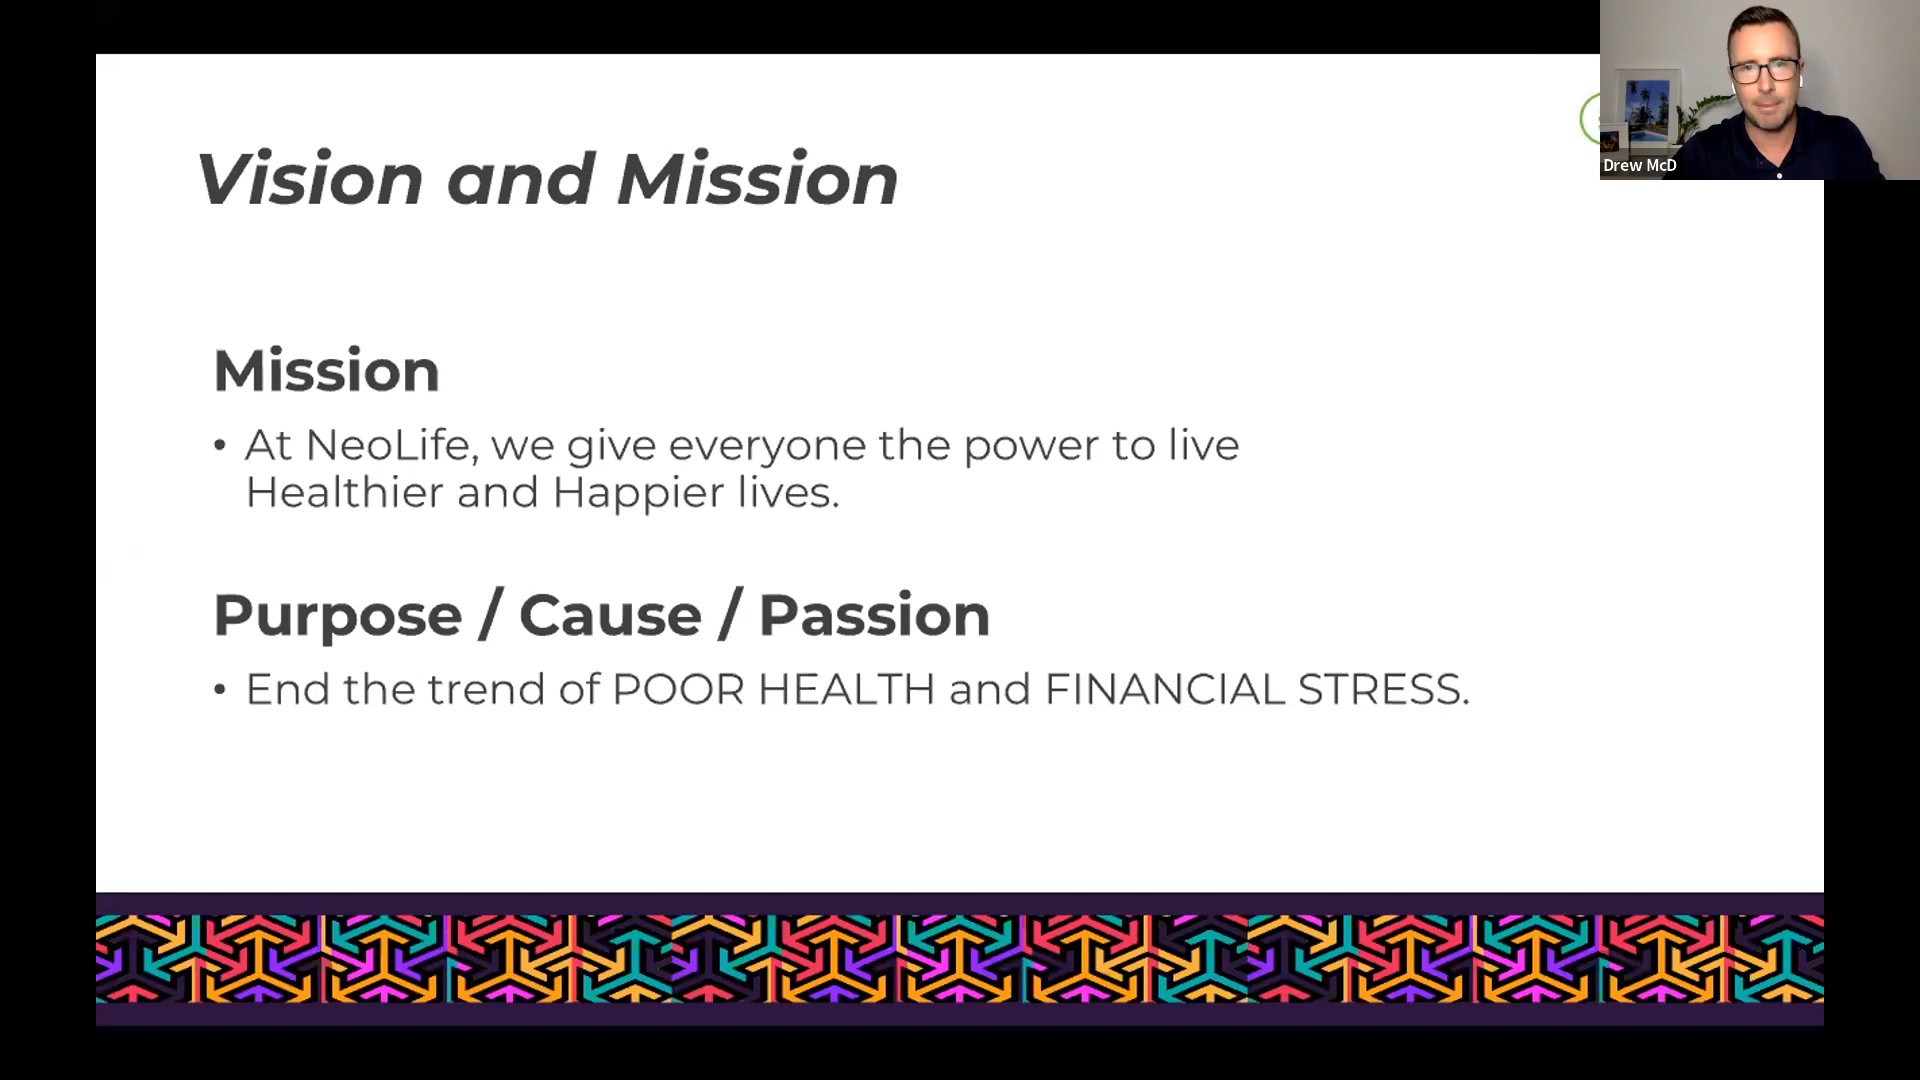 Vision and Mission
Mission
• At NeoLife, we give everyone the power to live
Healthier and Happier lives.
Purpose / Cause / Passion
• End the trend of POOR HEALTH and FINANCIAL STRESS.
Drew McD